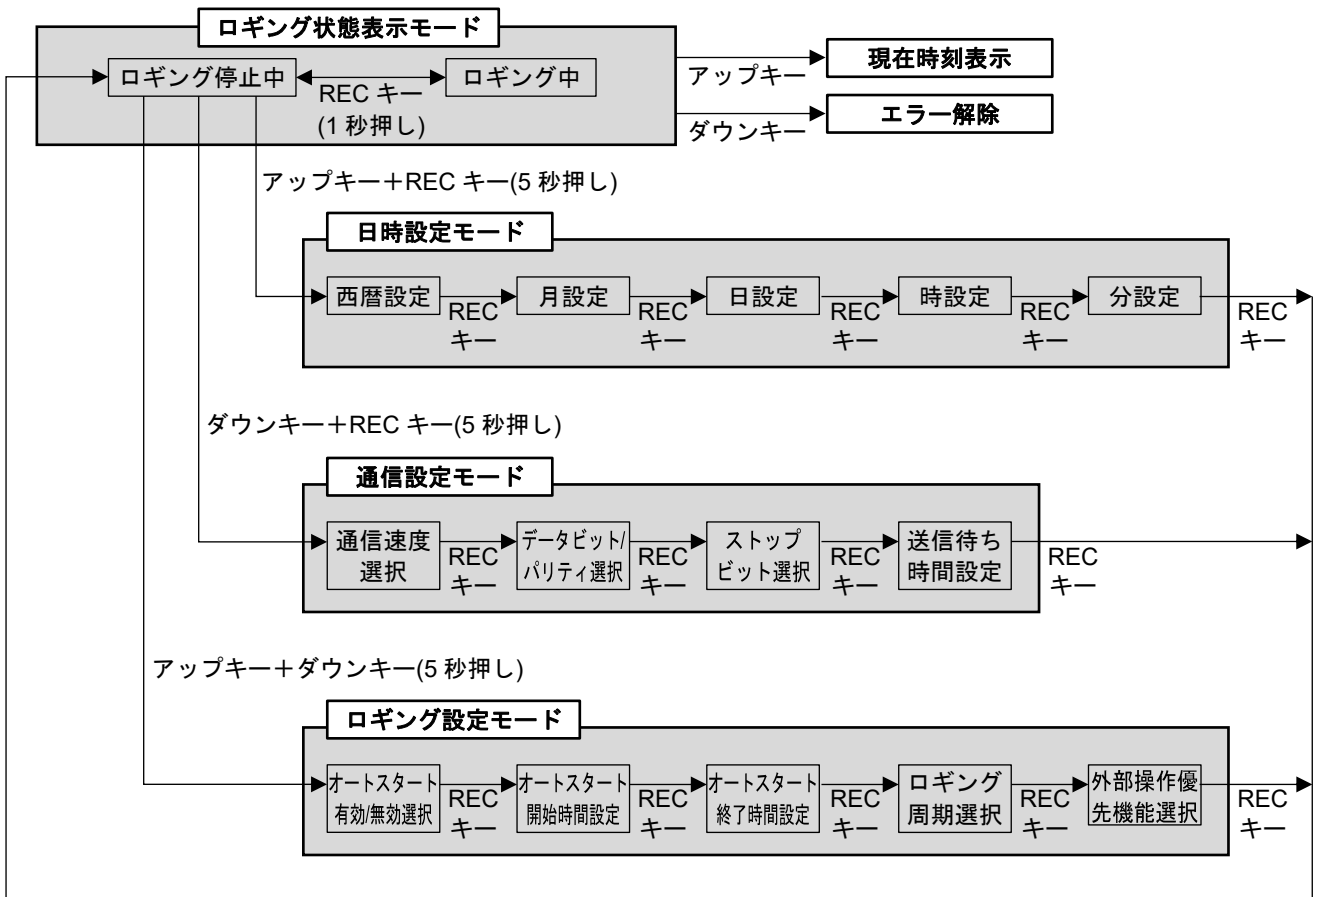 ロギング状態表示モード
ロギング停止中
ロギング中
REC キー
(1 秒押し)
アップキー
現在時刻表示
ダウンキー
エラー解除
アップキー＋REC キー(5 秒押し)
日時設定モード
西暦設定
REC
キー
月設定
REC
キー
日設定
REC
キー
時設定
REC
キー
分設定
REC
キー
ダウンキー＋REC キー(5 秒押し)
通信設定モード
通信速度
選択
REC
キー
データビット/
パリティ選択
REC
キー
ストップ
ビット選択
REC
キー
送信待ち
時間設定
REC
キー
アップキー＋ダウンキー(5 秒押し)
ロギング設定モード
オートスタート
有効/無効選択
REC
キー
オートスタート
開始時間設定
REC
キー
オートスタート
終了時間設定
REC
キー
ロギング
周期選択
REC
キー
外部操作優
先機能選択
REC
キー